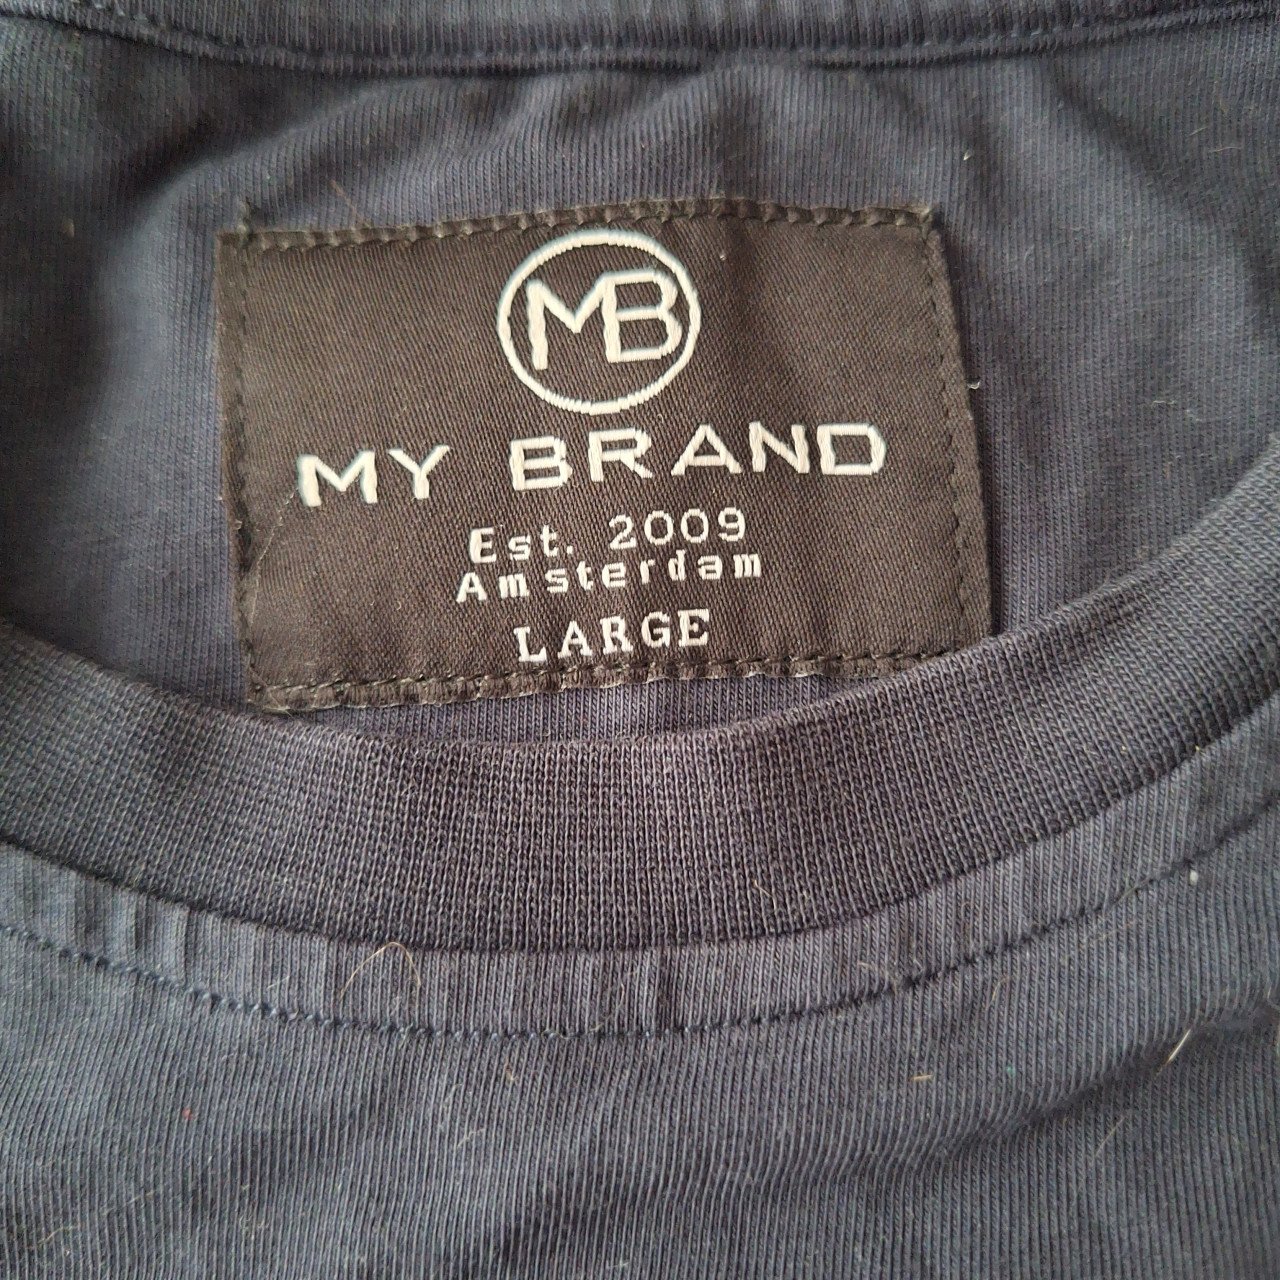 MB
MY BRAND
Est. 2009
Amsterdam
LARGE